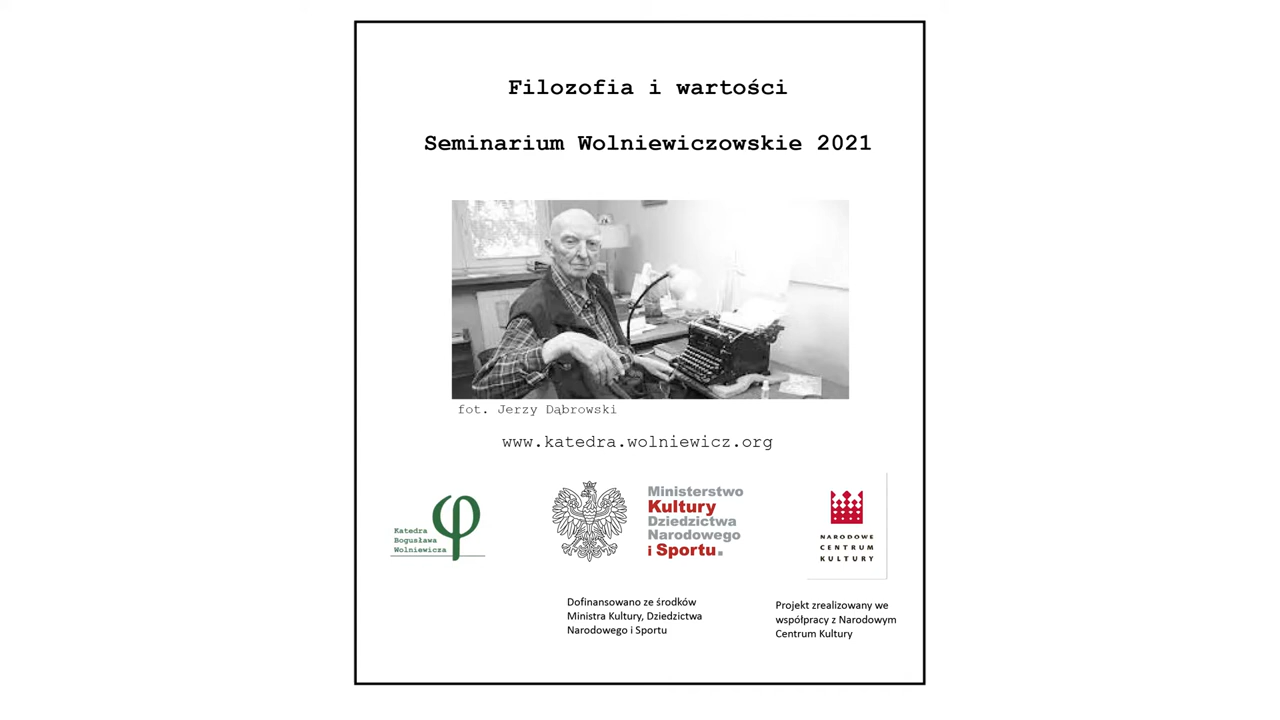 Filozofia i wartości
Seminarium Wolniewiczowskie 2021
fot. Jerzy Dąbrowski
www.katedra.wolniewicz.org
Katedra
Bogusława
Wolniewicza
Ministerstwo
Kultury
Dziedzictwa
Narodowego
i Sportu.
NARODOWE
CENTRUM
KULTURY
Dofinansowano ze środków
Ministra Kultury, Dziedzictwa
Narodowego i Sportu
Projekt zrealizowany we
współpracy z Narodowym
Centrum Kultury